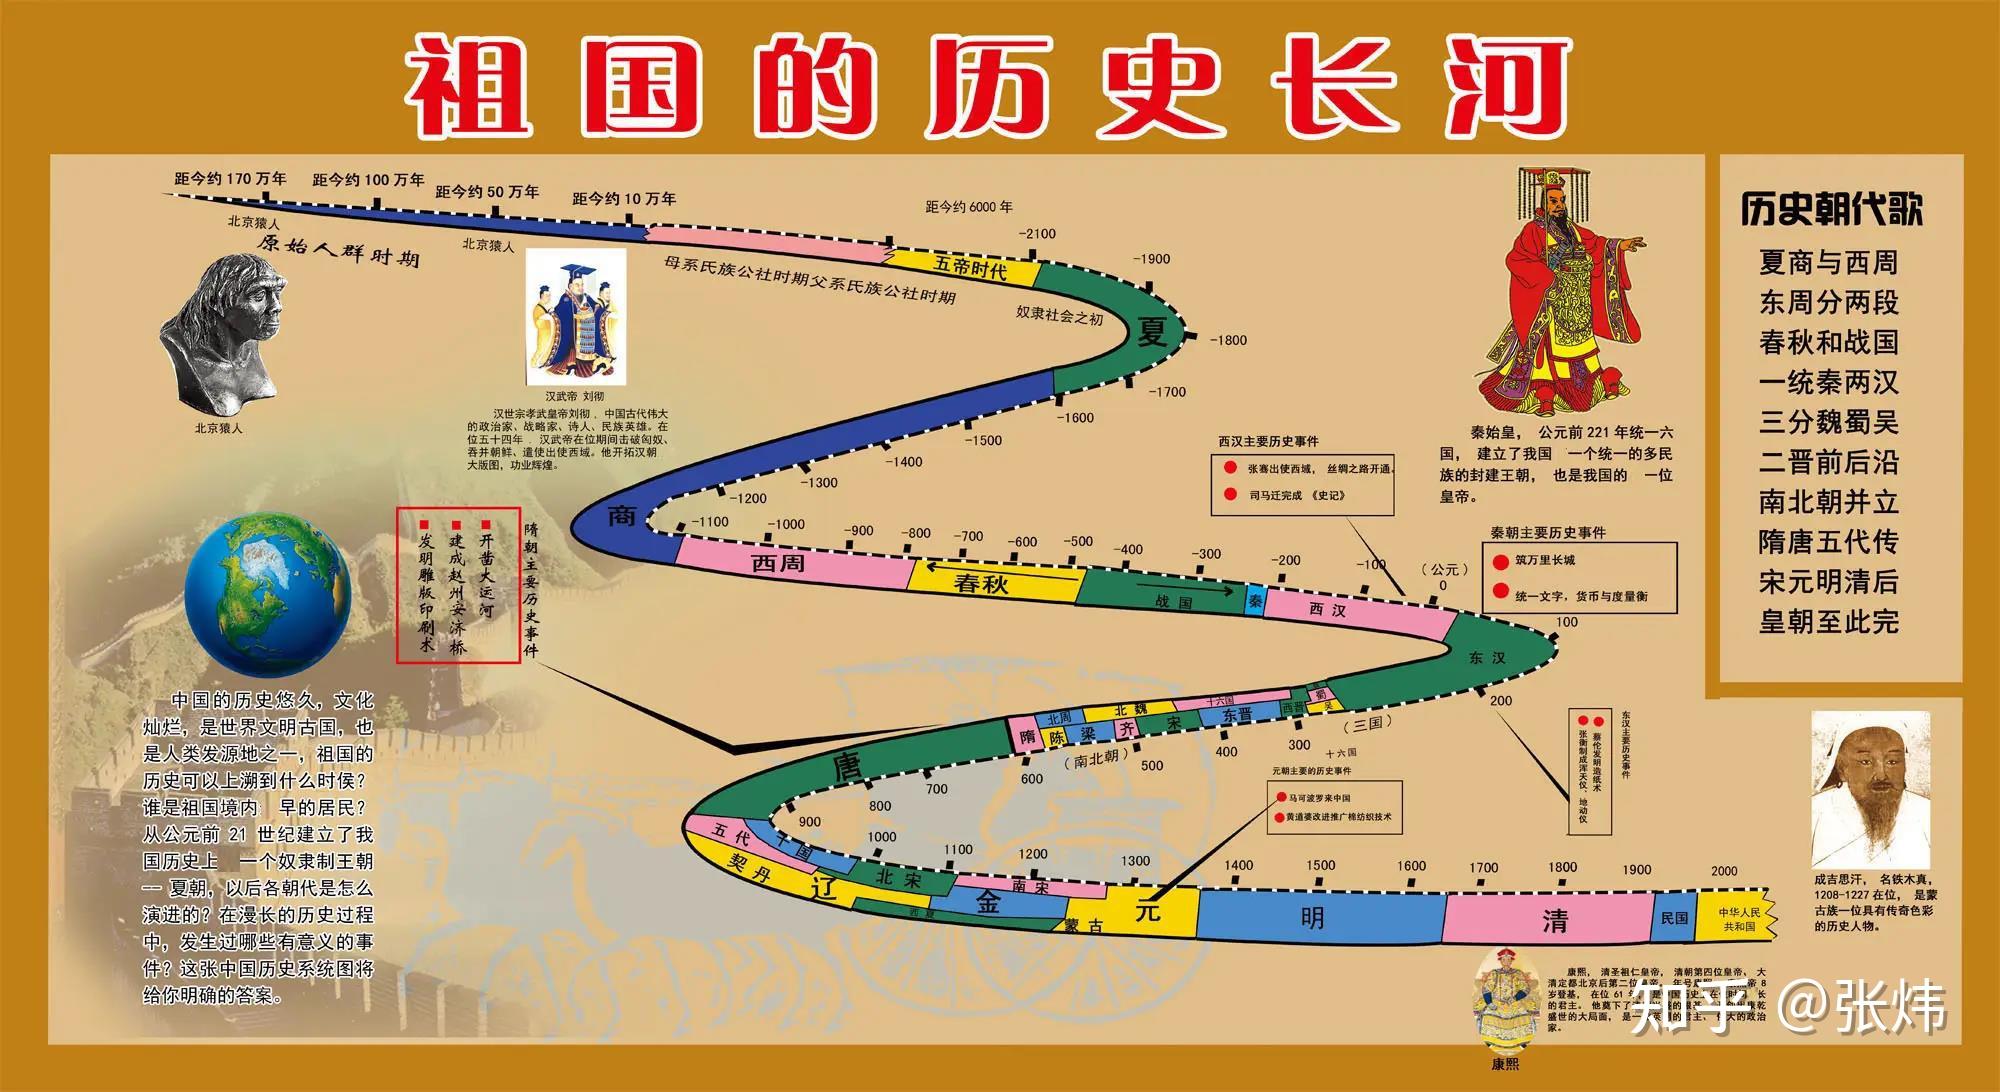 祖国的历史长河
距今约 170 万年
距今约 100 万年
距今约 50 万年
距今约 10 万年
距今约 6000 年
北京猿人
原始人群时期
北京猿人
母系氏族公社时期父系氏族公社时期
五帝时代
奴隶社会之初
-2100
-1900
夏
-1800
-1700
-1600
-1500
-1400
-1300
-1200
商
-1100
-1000
-900
-800
-700
-600
-500
-400
-300
-200
-100
(公元)
0
西周
春秋
战国
秦
西汉
100
东汉
200
(三国)
蜀
吴
西晋
十六国
东晋
北魏
宋
齐
北周
梁
陈
隋
300
十六国
400
500
(南北朝)
600
唐
700
800
900
1000
1100
1200
1300
1400
1500
1600
1700
1800
1900
2000
五代
十国
契丹
辽
北宋
西夏
金
南宋
蒙古
元
明
清
民国
中华人民
共和国
北京猿人
汉武帝 刘彻
汉世宗孝武皇帝刘彻﹐中国古代伟大
的政治家、战略家、诗人、民族英雄。在
位五十四年﹐汉武帝在位期间击破匈奴、
吞并朝鲜、遣使出使西域。他开拓汉朝
大版图，功业辉煌。
隋朝主要历史事件
开凿大运河
建成赵州安济桥
发明雕版印刷术
中国的历史悠久，文化
灿烂，是世界文明古国，也
是人类发源地之一，祖国的
历史可以上溯到什么时侯？
谁是祖国境内 早的居民？
从公元前 21 世纪建立了我
国历史上 一个奴隶制王朝
—— 夏朝，以后各朝代是怎么
演进的？在漫长的历史过程
中，发生过哪些有意义的事
件？这张中国历史系统图将
给你明确的答案。
西汉主要历史事件
张骞出使西域，丝绸之路开通。
司马迁完成《史记》
秦始皇，公元前 221 年统一六
国，建立了我国 一个统一的多民
族的封建王朝，也是我国的 一位
皇帝。
秦朝主要历史事件
筑万里长城
统一文字，货币与度量衡
东汉主要历史事件
蔡伦发明造纸术
张衡制成浑天仪、地动仪
元朝主要的历史事件
马可波罗来中国
黄道婆改进推广棉纺织技术
历史朝代歌
夏商与西周
东周分两段
春秋和战国
一统秦两汉
三分魏蜀吴
二晋前后沿
南北朝并立
隋唐五代传
宋元明清后
皇朝至此完
成吉思汗，名铁木真，
1208-1227 在位，是蒙
古族一位具有传奇色彩
的历史人物。
康熙，清圣祖仁皇帝，清朝第四位皇帝、大
清定都北京后第二位
岁登基，在位 61 年
的君主。他奠下了
盛世的大局面，是一
家。
康熙
知乎 @张炜